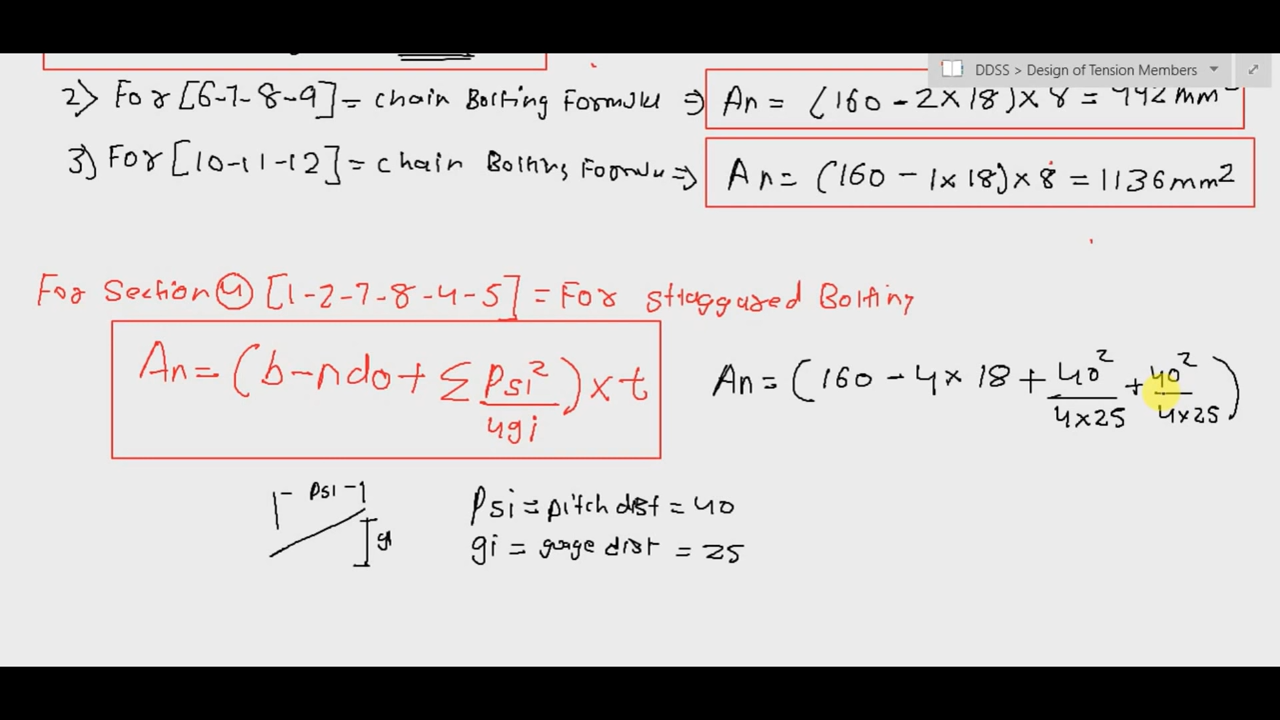 DDSS > Design of Tension Members
2) For [6-7-8-9] = chain Bolting Formula ⇒ An = (160 - 2×18) × 8 = 992 mm²
3) For [10-11-12] = chain Bolting Formula ⇒ An = (160 - 1×18) × 8 = 1136 mm²
For Section 4 [1-2-7-8-4-5] = For Staggared Bolting
An = (b - ndo + Σ Psi²/4gi) × t
An = (160 - 4×18 + 40²/4×25 + 40²/4×25)
Psi
gi
Psi = pitch dist = 40
gi = gauge dist = 25